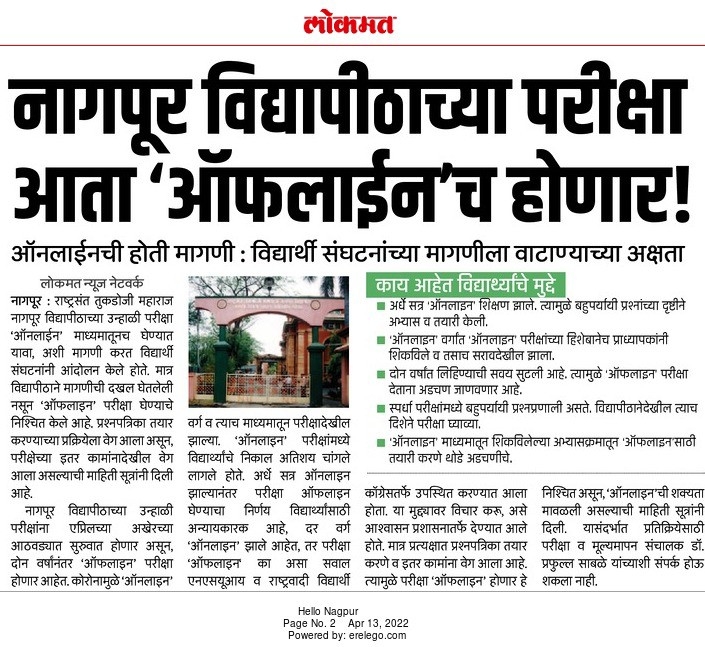 लोकमत
नागपूर विद्यापीठाच्या परीक्षा
आता ‘ऑफलाईन’च होणार!
ऑनलाईनची होती मागणी : विद्यार्थी संघटनांच्या मागणीला वाटाण्याच्या अक्षता
लोकमत न्यूज नेटवर्क
नागपूर : राष्ट्रसंत तुकडोजी महाराज
नागपूर विद्यापीठाच्या उन्हाळी परीक्षा
‘ऑनलाईन’ माध्यमातूनच घेण्यात
यावा, अशी मागणी करत विद्यार्थी
संघटनांनी आंदोलन केले होते. मात्र
विद्यापीठाने मागणीची दखल घेतलेली
नसून ‘ऑफलाइन’ परीक्षा घेण्याचे
निश्चित केले आहे. प्रश्नपत्रिका तयार
करण्याच्या प्रक्रियेला वेग आला असून,
परीक्षेच्या इतर कामांनादेखील वेग
आला असल्याची माहिती सूत्रांनी दिली
आहे.
नागपूर विद्यापीठाच्या उन्हाळी
परीक्षांना एप्रिलच्या अखेरच्या
आठवड्यात सुरुवात होणार असून,
दोन वर्षांनंतर ‘ऑफलाइन’ परीक्षा
होणार आहेत. कोरोनामुळे ‘ऑनलाइन’
वर्ग व त्याच माध्यमातून परीक्षादेखील
झाल्या. ‘ऑनलाइन’ परीक्षांमध्ये
विद्यार्थ्यांचे निकाल अतिशय चांगले
लागले होते. अर्धे सत्र ऑनलाइन
झाल्यानंतर परीक्षा ऑफलाइन
घेण्याचा निर्णय विद्यार्थ्यांसाठी
अन्यायकारक आहे, दर वर्ग
‘ऑनलाइन’ झाले आहेत, तर परीक्षा
‘ऑफलाइन’ का असा सवाल
एनएसयूआय व राष्ट्रवादी विद्यार्थी
काय आहेत विद्यार्थ्यांचे मुद्दे
अर्धे सत्र ‘ऑनलाइन’ शिक्षण झाले. त्यामुळे बहुपर्यायी प्रश्नांच्या दृष्टीने
अभ्यास व तयारी केली.
‘ऑनलाइन’ वर्गात ‘ऑनलाइन’ परीक्षांच्या हिशेबानेच प्राध्यापकांनी
शिकविले व तसाच सरावदेखील झाला.
दोन वर्षांत लिहिण्याची सवय सुटली आहे. त्यामुळे ‘ऑफलाइन’ परीक्षा
देताना अडचण जाणवणार आहे.
स्पर्धा परीक्षांमध्ये बहुपर्यायी प्रश्नप्रणाली असते. विद्यापीठानेदेखील त्याच
दिशेने परीक्षा घ्याव्या.
‘ऑनलाइन’ माध्यमातून शिकविलेल्या अभ्यासक्रमातून ‘ऑफलाइन’साठी
तयारी करणे थोडे अडचणीचे.
काँग्रेसतर्फे उपस्थित करण्यात आला
होता. या मुद्द्यावर विचार करू, असे
आश्वासन प्रशासनातर्फे देण्यात आले
होते. मात्र प्रत्यक्षात प्रश्नपत्रिका तयार
करणे व इतर कामांना वेग आला आहे.
त्यामुळे परीक्षा ‘ऑफलाइन’ होणार हे
निश्चित असून, ‘ऑनलाइन’ची शक्यता
मावळली असल्याची माहिती सूत्रांनी
दिली. यासंदर्भात प्रतिक्रियेसाठी
परीक्षा व मूल्यमापन संचालक डॉ.
प्रफुल्ल साबळे यांच्याशी संपर्क होऊ
शकला नाही.
Hello Nagpur
Page No. 2 Apr 13, 2022
Powered by: erelego.com